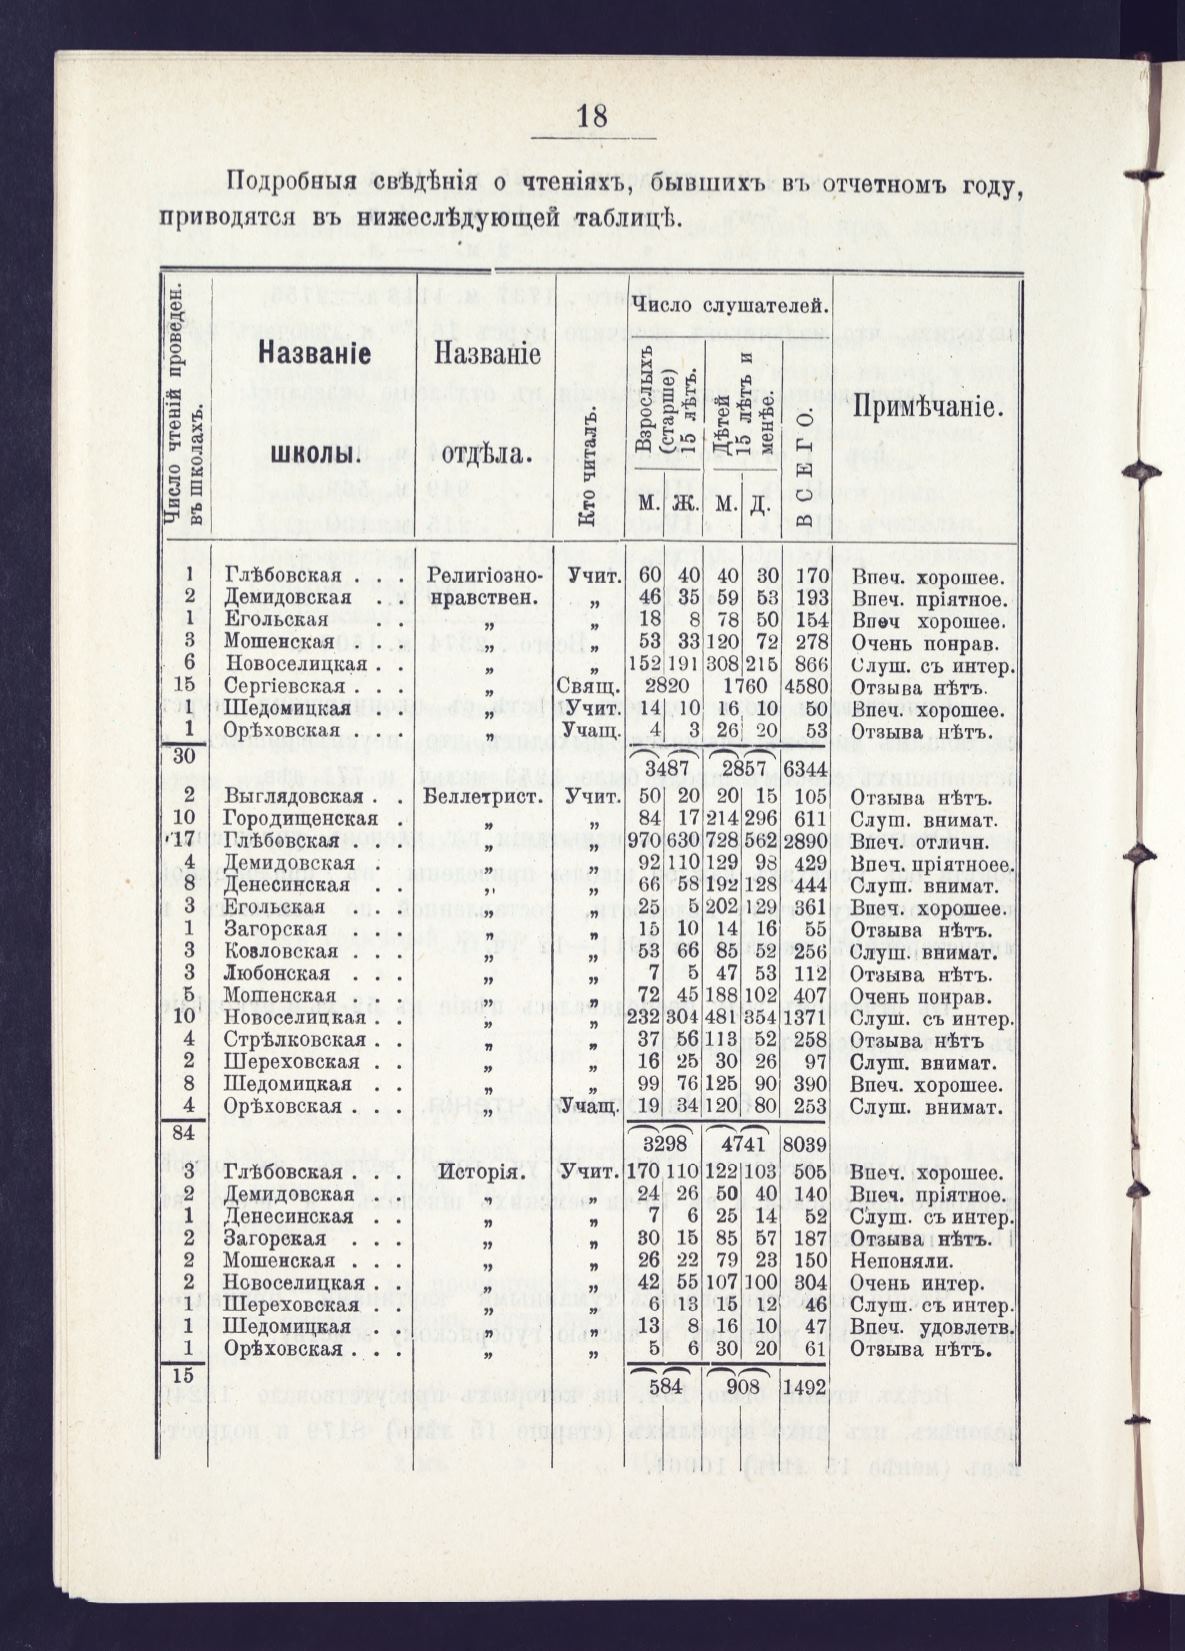 18
Подробныя свѣдѣнія о чтеніяхъ, бывшихъ въ отчетномъ году,
приводятся въ нижеслѣдующей таблицѣ.
Число чтеній проведен. въ школахъ.
Названіе школы.
Названіе отдѣла.
Кто читалъ.
Число слушателей.
Взрослыхъ (старше) 15 лѣтъ.
Дѣтей 15 лѣтъ и менѣе.
ВСЕГО.
Примѣчаніе.
М. Ж. М. Д.
1 Глѣбовская . . . Религіозно- Учит. 60 40 40 30 170 Впеч. хорошее.
2 Демидовская . . нравствен. „ 46 35 59 53 193 Впеч. пріятное.
1 Егольская . . . „ „ 18 8 78 50 154 Впеч хорошее.
3 Мошенская . . . „ „ 53 33 120 72 278 Очень понрав.
6 Новоселицкая . . „ „ 152 191 308 215 866 Слуш. съ интер.
15 Сергіевская . . . „ Свящ. 2820 1760 4580 Отзыва нѣтъ.
1 Шедомицкая . . „ Учит. 14 10 16 10 50 Впеч. хорошее.
1 Орѣховская . . . „ Учащ. 4 3 26 20 53 Отзыва нѣтъ.
30 3487 2857 6344
2 Выглядовская . . Беллетрист. Учит. 50 20 20 15 105 Отзыва нѣтъ.
10 Городищенская . „ „ 84 17 214 296 611 Слуш. внимат.
17 Глѣбовская . . . „ „ 970 630 728 562 2890 Впеч. отличн.
4 Демидовская . . „ „ 92 110 129 98 429 Впеч. пріятноее.
8 Денесинская . . „ „ 66 58 192 128 444 Слуш. внимат.
3 Егольская . . . „ „ 25 5 202 129 361 Впеч. хорошее.
1 Загорская . . . „ „ 15 10 14 16 55 Отзыва нѣтъ.
3 Козловская . . . „ „ 53 66 85 52 256 Слуш. внимат.
3 Любонская . . . „ „ 7 5 47 53 112 Отзыва нѣтъ.
5 Мошенская . . . „ „ 72 45 188 102 407 Очень понрав.
10 Новоселицкая . . „ „ 232 304 481 354 1371 Слуш. съ интер.
4 Стрѣлковская . . „ „ 37 56 113 52 258 Отзыва нѣтъ
2 Шереховская . . „ „ 16 25 30 26 97 Слуш. внимат.
8 Шедомицкая . . „ „ 99 76 125 90 390 Впеч. хорошее.
4 Орѣховская . . . „ Учащ. 19 34 120 80 253 Слуш. внимат.
84 3298 4741 8039
3 Глѣбовская . . . Исторія. Учит. 170 110 122 103 505 Впеч. хорошее.
2 Демидовская . . „ „ 24 26 50 40 140 Впеч. пріятное.
1 Денесинская . . „ „ 7 6 25 14 52 Слуш. съ интер.
2 Загорская . . . „ „ 30 15 85 57 187 Отзыва нѣтъ.
2 Мошенская . . . „ „ 26 22 79 23 150 Непоняли.
2 Новоселицкая . . „ „ 42 55 107 100 304 Очень интер.
1 Шереховская . . „ „ 6 13 15 12 46 Слуш. съ интер.
1 Шедомицкая . . „ „ 13 8 16 10 47 Впеч. удовлетв.
1 Орѣховская . . . „ „ 5 6 30 20 61 Отзыва нѣтъ.
15 584 908 1492